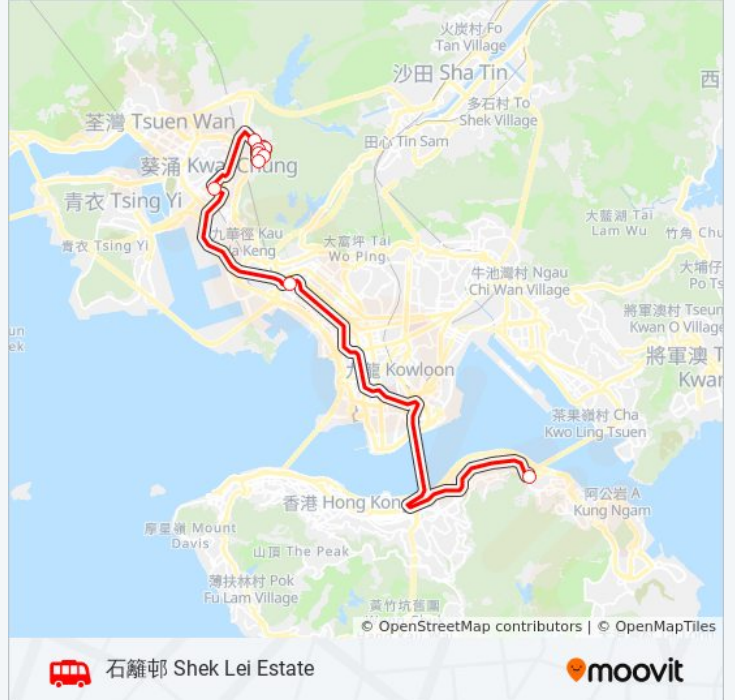 火炭村 Fo
Tan Village
沙田 Sha Tin
西
多石村 To
Shek Village
荃灣 Tsuen Wan
田心 Tin Sam
葵涌 Kwai Chung
青衣 Tsing Yi
大藍湖 Tai
Lam Wu
竹角 Chu
九華徑 Kau
Wa Keng
大窩坪 Tai
Wo Ping
青衣 Tsing Yi
牛池灣村 Ngau
Chi Wan Village
大埔仔
Po Ts
將軍澳村 Tseun
Kwan O Village
un
ek
將軍澳 T
Kwan
九龍 Kowloon
茶果嶺村 Cha
Kwo Ling Tsuen
香港 Hong Kon
阿公岩 A
Kung Ngam
摩星嶺 Mount
Davis
山頂 The Peak
薄扶林村 Pok
Fu Lam Village
黃竹坑舊圍
© OpenStreetMap contributors | © OpenMapTiles
石籬邨 Shek Lei Estate
moovit